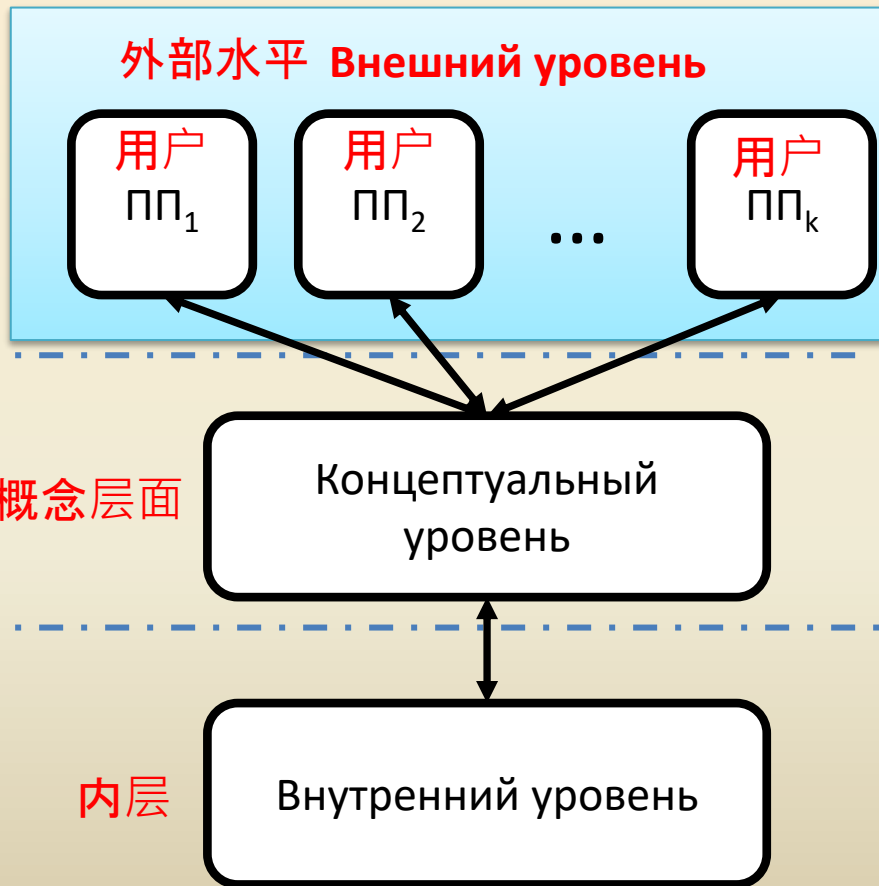 外部水平 Внешний уровень
用户 用户 用户
ПП₁ ПП₂ ... ППₖ
概念层面
Концептуальный
уровень
内层 Внутренний уровень